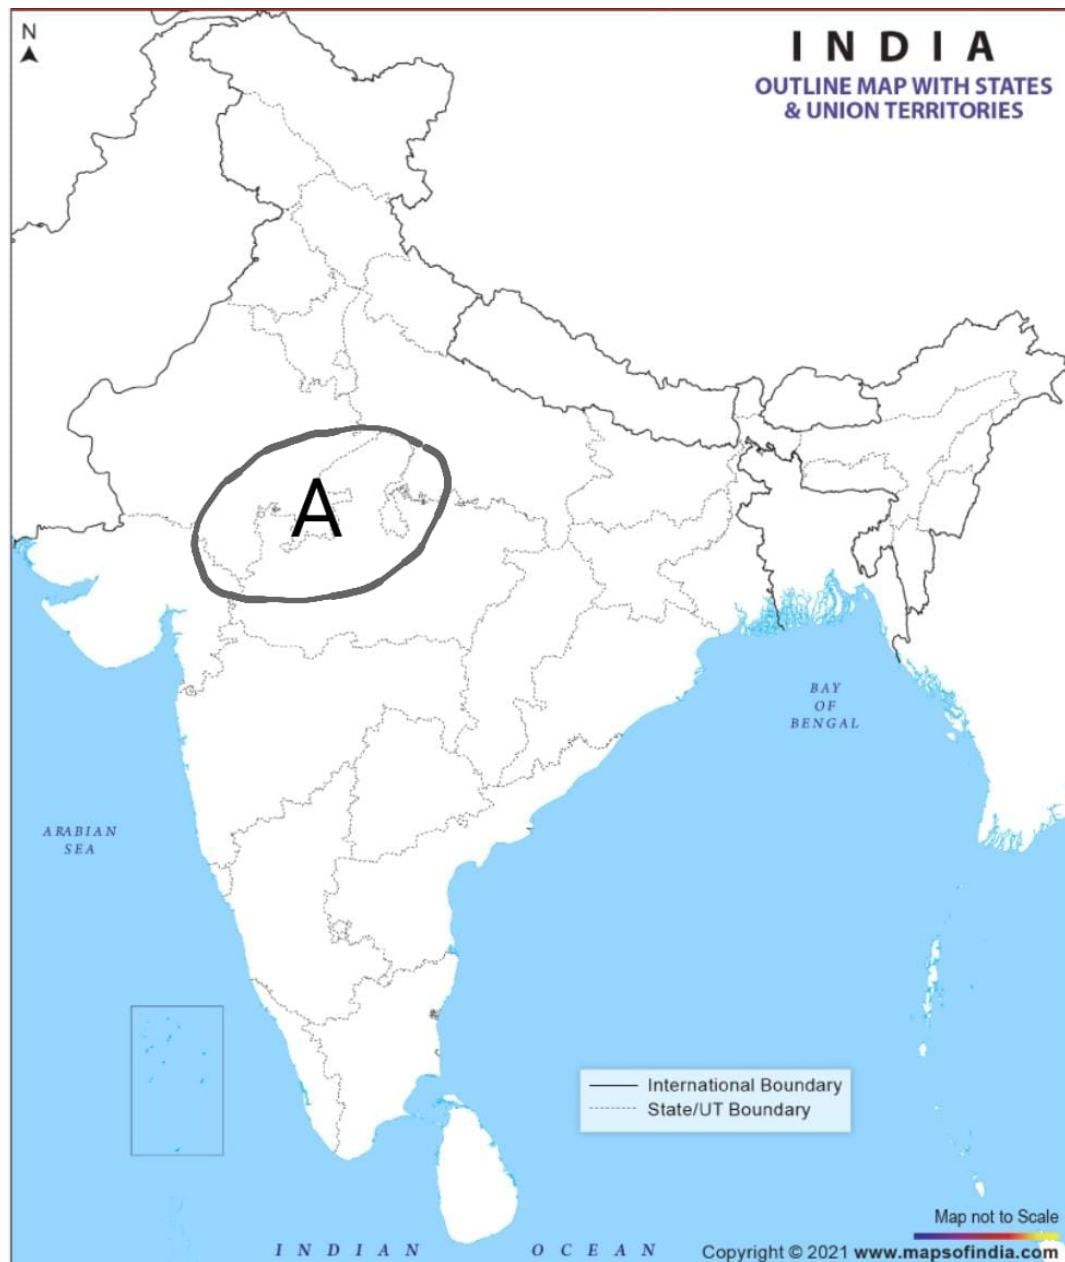 N
INDIA
OUTLINE MAP WITH STATES
& UNION TERRITORIES
A
BAY
OF
BENGAL
ARABIAN
SEA
International Boundary
State/UT Boundary
Map not to Scale
INDIAN OCEAN
Copyright © 2021 www.mapsofindia.com